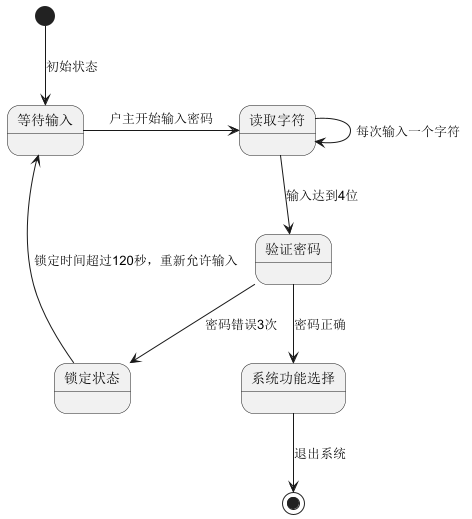 初始状态
等待输入
户主开始输入密码
读取字符
每次输入一个字符
输入达到4位
验证密码
锁定时间超过120秒，重新允许输入
密码错误3次
密码正确
锁定状态
系统功能选择
退出系统